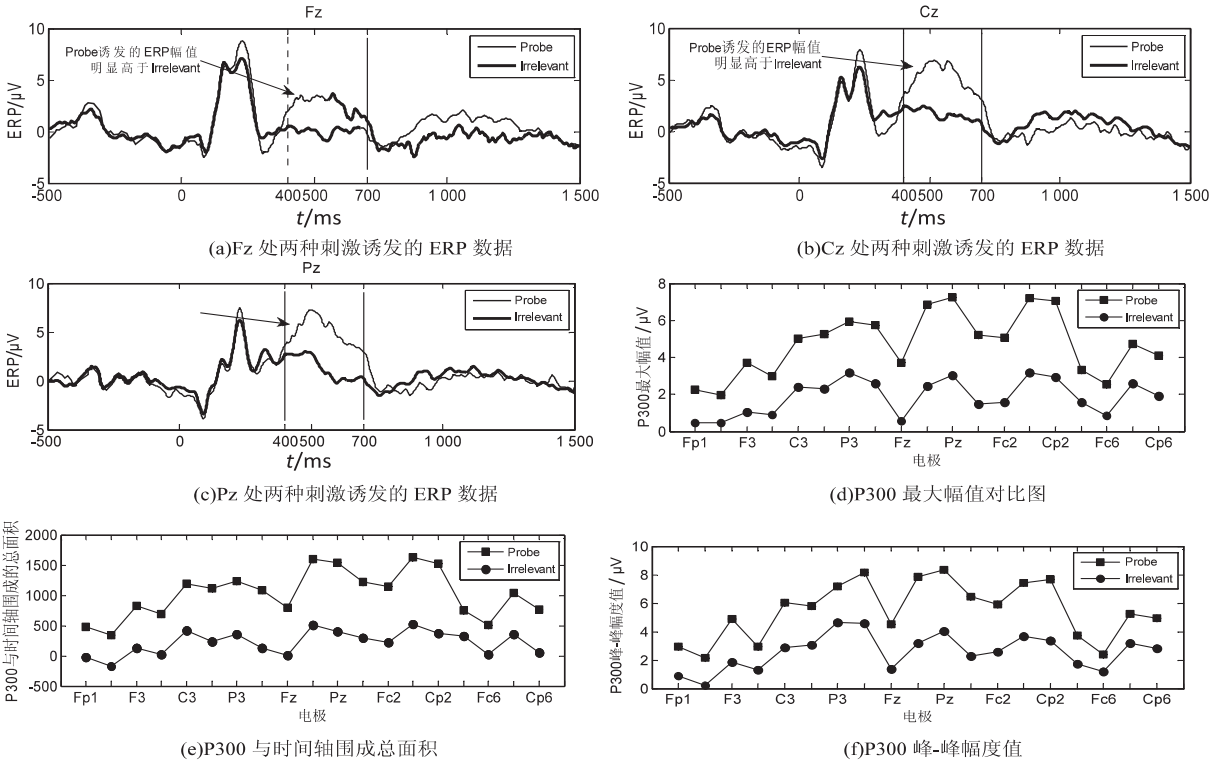 Fz
10
5
0
-5
ERP/μV
Probe诱发的ERP幅值
明显高于Irrelevant
Probe
Irrelevant
-500 0 400500 700 1 000 1 500
t/ms
(a)Fz 处两种刺激诱发的 ERP 数据
Cz
10
5
0
-5
ERP/μV
Probe诱发的ERP幅值
明显高于Irrelevant
Probe
Irrelevant
-500 0 400500 700 1 000 1 500
t/ms
(b)Cz 处两种刺激诱发的 ERP 数据
Pz
10
5
0
-5
ERP/μV
Probe
Irrelevant
-500 0 400500 700 1 000 1 500
t/ms
(c)Pz 处两种刺激诱发的 ERP 数据
8
6
4
2
0
P300最大幅值/μV
Probe
Irrelevant
Fp1 F3 C3 P3 Fz Pz Fc2 Cp2 Fc6 Cp6
电极
(d)P300 最大幅值对比图
2000
1500
1000
500
0
-500
P300与时间轴围成的总面积
Probe
Irrelevant
Fp1 F3 C3 P3 Fz Pz Fc2 Cp2 Fc6 Cp6
电极
(e)P300 与时间轴围成总面积
10
8
6
4
2
0
P300峰-峰幅度值/μV
Probe
Irrelevant
Fp1 F3 C3 P3 Fz Pz Fc2 Cp2 Fc6 Cp6
电极
(f)P300 峰-峰幅度值